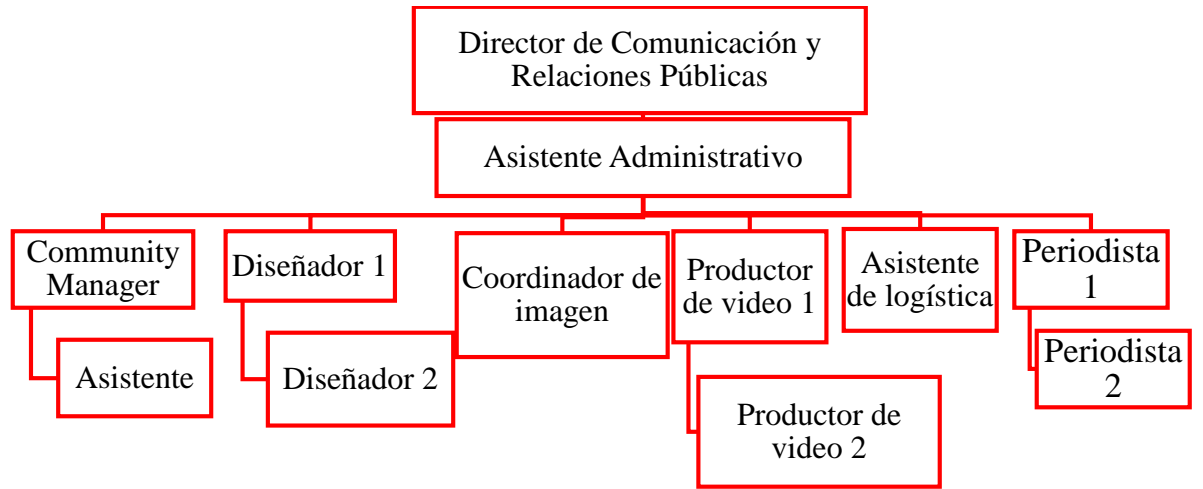 Director de Comunicación y
Relaciones Públicas
Asistente Administrativo
Community
Manager
Asistente
Diseñador 1
Diseñador 2
Coordinador de
imagen
Productor
de video 1
Productor de
video 2
Asistente
de logística
Periodista
1
Periodista
2